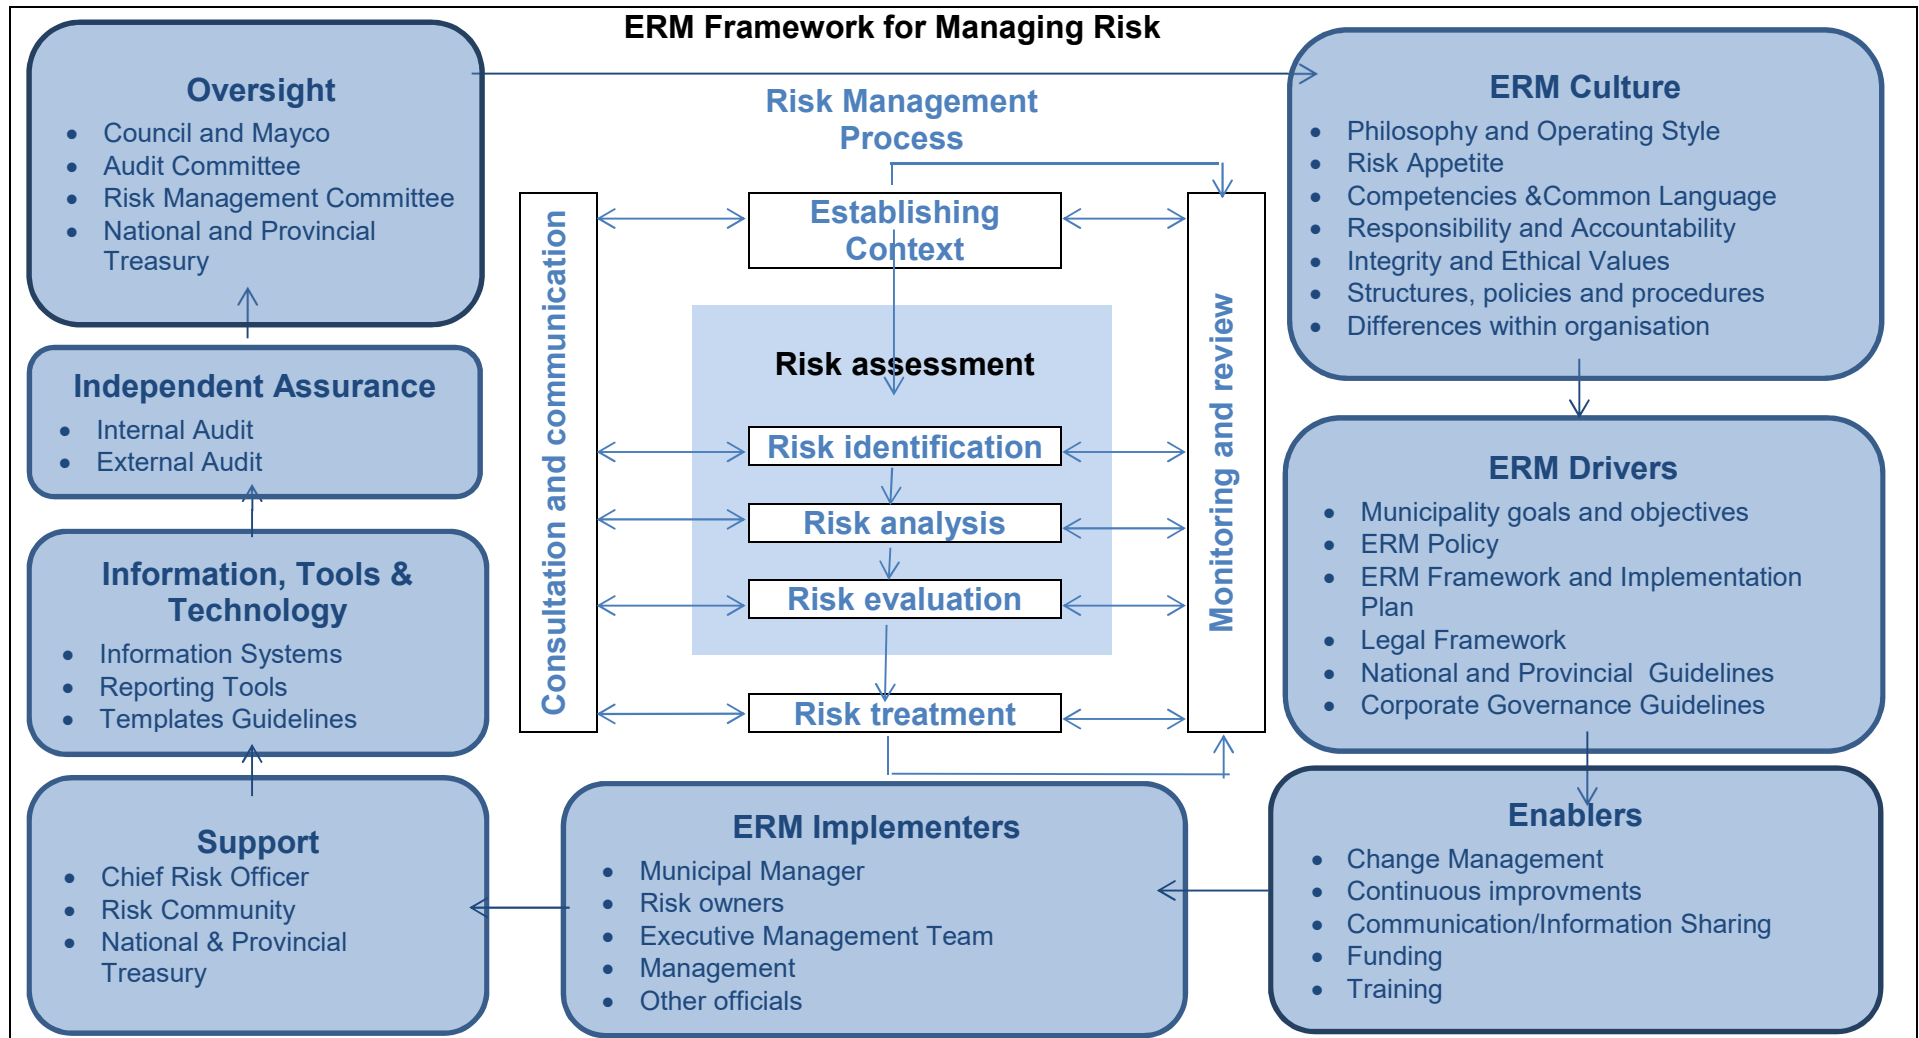 ERM Framework for Managing Risk
Oversight
• Council and Mayco
• Audit Committee
• Risk Management Committee
• National and Provincial
Treasury
Independent Assurance
• Internal Audit
• External Audit
Information, Tools &
Technology
• Information Systems
• Reporting Tools
• Templates Guidelines
Support
• Chief Risk Officer
• Risk Community
• National & Provincial
Treasury
Risk Management
Process
Consultation and communication
Establishing
Context
Risk assessment
Risk identification
Risk analysis
Risk evaluation
Risk treatment
Monitoring and review
ERM Implementers
• Municipal Manager
• Risk owners
• Executive Management Team
• Management
• Other officials
ERM Culture
• Philosophy and Operating Style
• Risk Appetite
• Competencies &Common Language
• Responsibility and Accountability
• Integrity and Ethical Values
• Structures, policies and procedures
• Differences within organisation
ERM Drivers
• Municipality goals and objectives
• ERM Policy
• ERM Framework and Implementation
Plan
• Legal Framework
• National and Provincial  Guidelines
• Corporate Governance Guidelines
Enablers
• Change Management
• Continuous improvments
• Communication/Information Sharing
• Funding
• Training